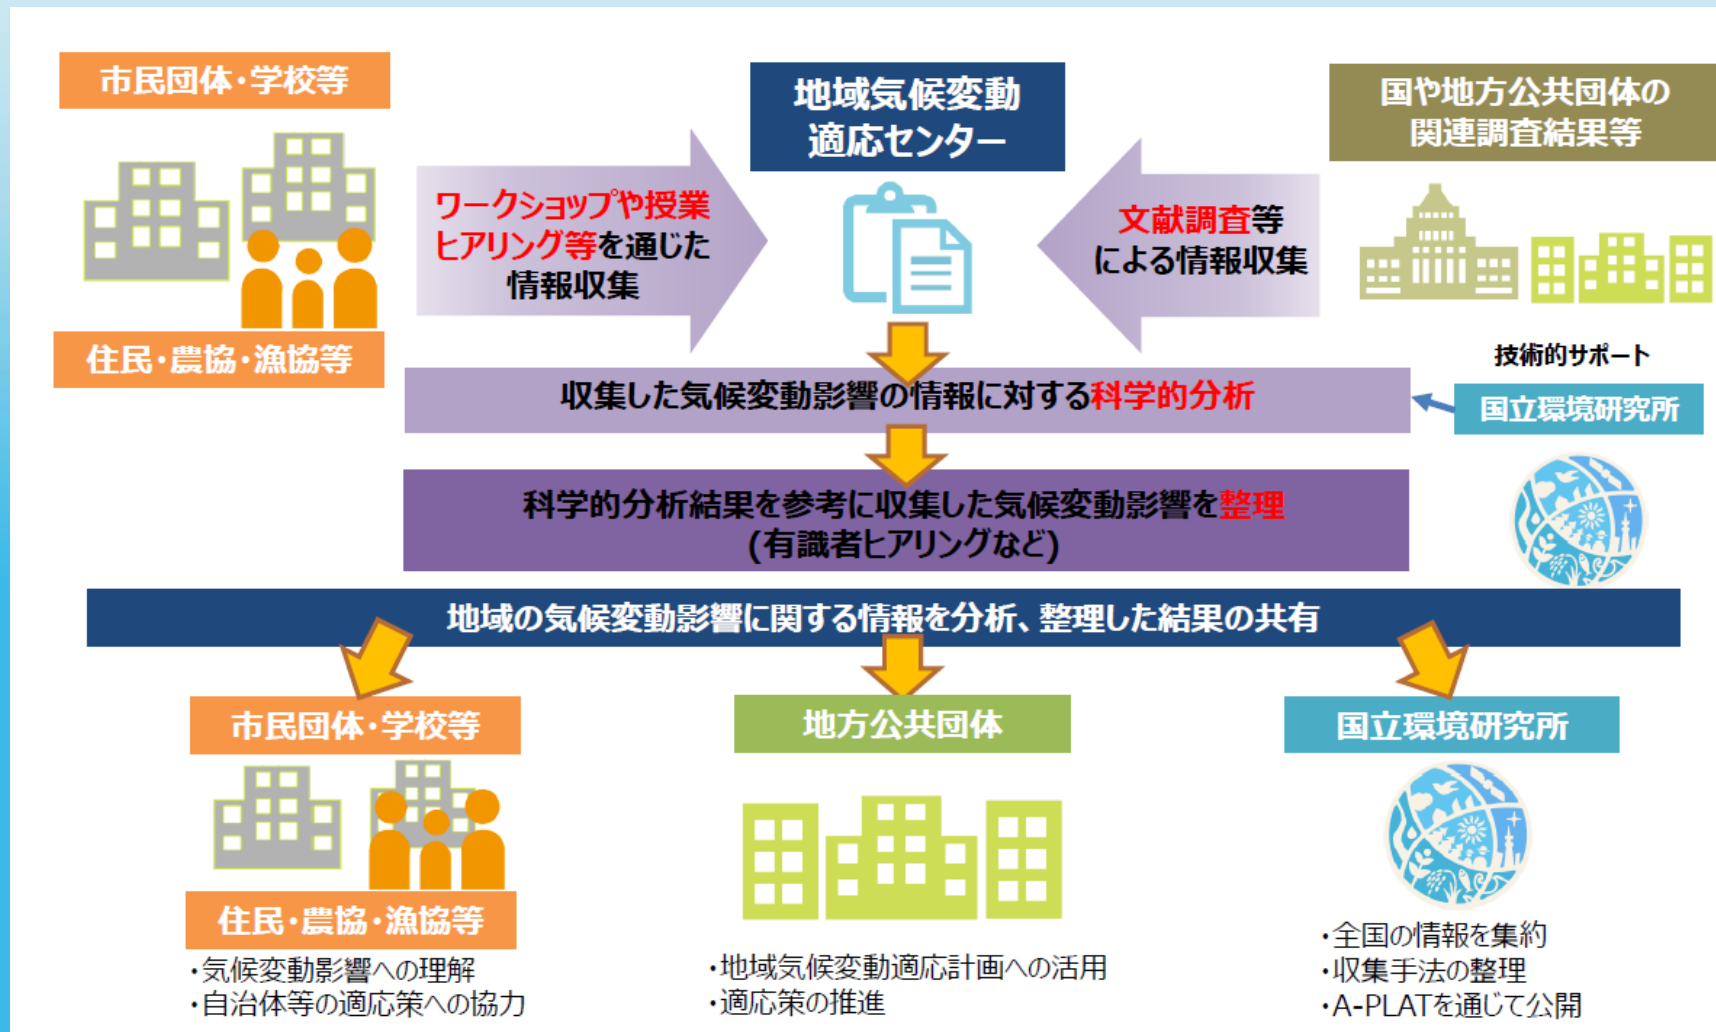 市民団体・学校等
地域気候変動
適応センター
国や地方公共団体の
関連調査結果等
ワークショップや授業
ヒアリング等を通じた
情報収集
文献調査等
による情報収集
住民・農協・漁協等
技術的サポート
収集した気候変動影響の情報に対する科学的分析
国立環境研究所
科学的分析結果を参考に収集した気候変動影響を整理
(有識者ヒアリングなど)
地域の気候変動影響に関する情報を分析、整理した結果の共有
市民団体・学校等
地方公共団体
国立環境研究所
住民・農協・漁協等
・気候変動影響への理解
・自治体等の適応策への協力
・地域気候変動適応計画への活用
・適応策の推進
・全国の情報を集約
・収集手法の整理
・A-PLATを通じて公開